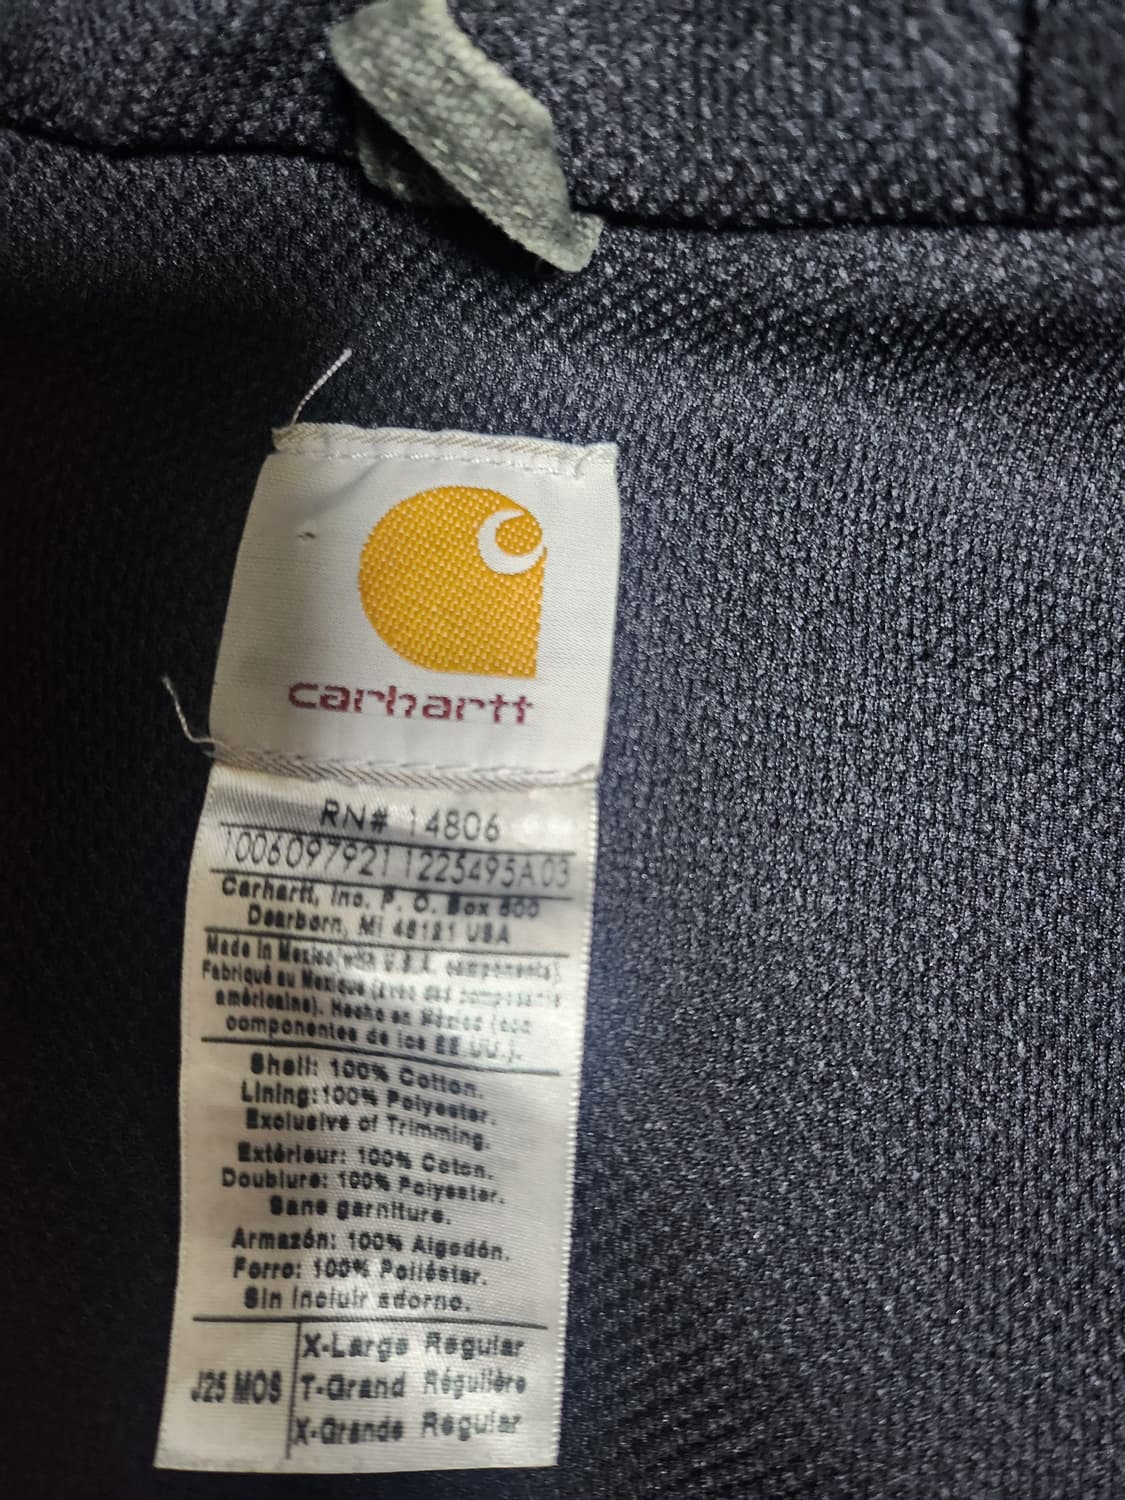 carhartt
RN# 14806
1006097921 1225495A03
Carhartt, Inc. P. O. Box 600
Dearborn, MI 48121 USA
Made in Mexico(with U.S.A. components).
Fabriqué au Mexique (avec des composants
américains). Hecho en México (con
componentes de los EE.UU.).
Shell: 100% Cotton.
Lining:100% Polyester.
Exclusive of Trimming.
Extérieur: 100% Coton.
Doublure: 100% Polyester.
Sans garniture.
Armazón: 100% Algodón.
Forro: 100% Poliéster.
Sin incluir adorno.
X-Large Regular
J25 MOS T-Grand Régulière
X-Grande Regular